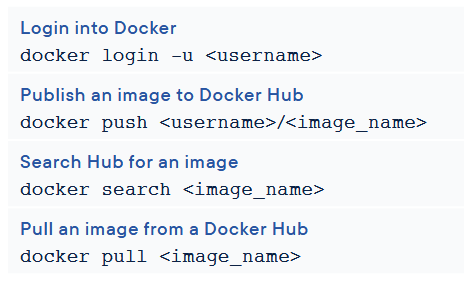 Login into Docker
docker login -u <username>
Publish an image to Docker Hub
docker push <username>/<image_name>
Search Hub for an image
docker search <image_name>
Pull an image from a Docker Hub
docker pull <image_name>